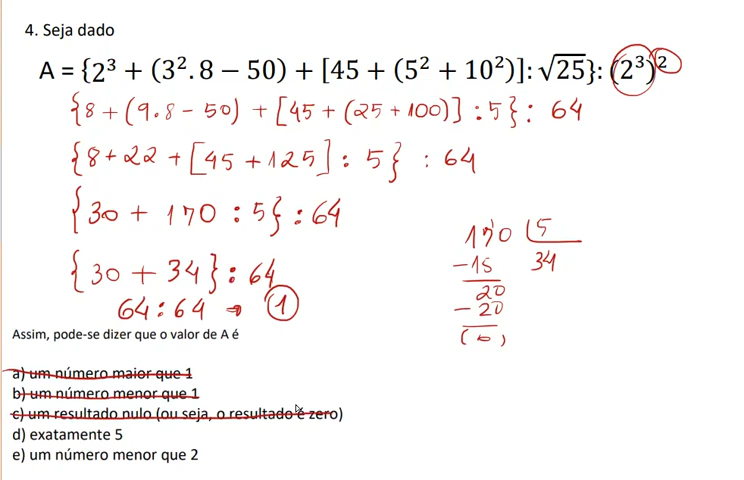 4. Seja dado
A = {2³ + (3². 8 − 50) + [45 + (5² + 10²)]: √25}: (2³)²
{8 + (9.8 − 50) + [45 + (25 + 100)] : 5} : 64
{8 + 22 + [45 + 125] : 5} : 64
{30 + 170 : 5} : 64
{30 + 34} : 64
64 : 64 → 1
170 5
−15 34
20
−20
(0)
Assim, pode-se dizer que o valor de A é
a) um número maior que 1
b) um número menor que 1
c) um resultado nulo (ou seja, o resultado é zero)
d) exatamente 5
e) um número menor que 2